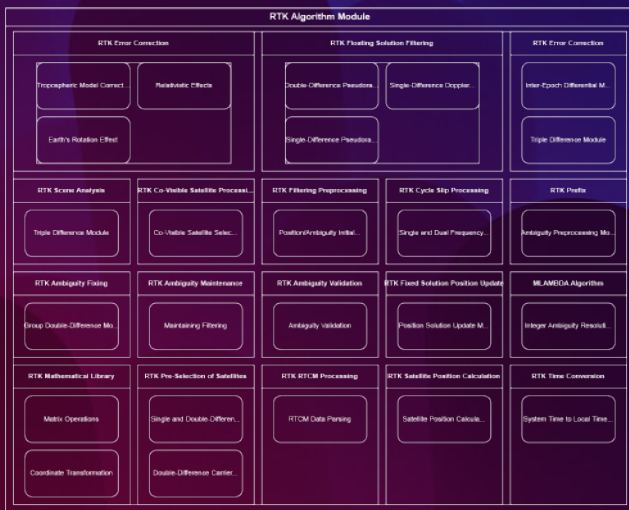 RTK Algorithm Module
RTK Error Correction
RTK Floating Solution Filtering
RTK Error Correction
Tropospheric Model Correct...
Relativistic Effects
Double-Difference Pseudora...
Single-Difference Doppler...
Inter-Epoch Differential M...
Earth's Rotation Effect
Single-Difference Pseudora...
Triple Difference Module
RTK Scene Analysis
RTK Co-Visible Satellite Processi...
RTK Filtering Preprocessing
RTK Cycle Slip Processing
RTK Prefix
Triple Difference Module
Co-Visible Satellite Selec...
Position/Ambiguity Initial...
Single and Dual Frequency...
Ambiguity Preprocessing Mo...
RTK Ambiguity Fixing
RTK Ambiguity Maintenance
RTK Ambiguity Validation
RTK Fixed Solution Position Update
MLAMBDA Algorithm
Group Double-Difference Mo...
Maintaining Filtering
Ambiguity Validation
Position Solution Update M...
Integer Ambiguity Resoluti...
RTK Mathematical Library
RTK Pre-Selection of Satellites
RTK RTCM Processing
RTK Satellite Position Calculation
RTK Time Conversion
Matrix Operations
Single and Double-Differen...
RTCM Data Parsing
Satellite Position Calcula...
System Time to Local Time...
Coordinate Transformation
Double-Difference Carrier...